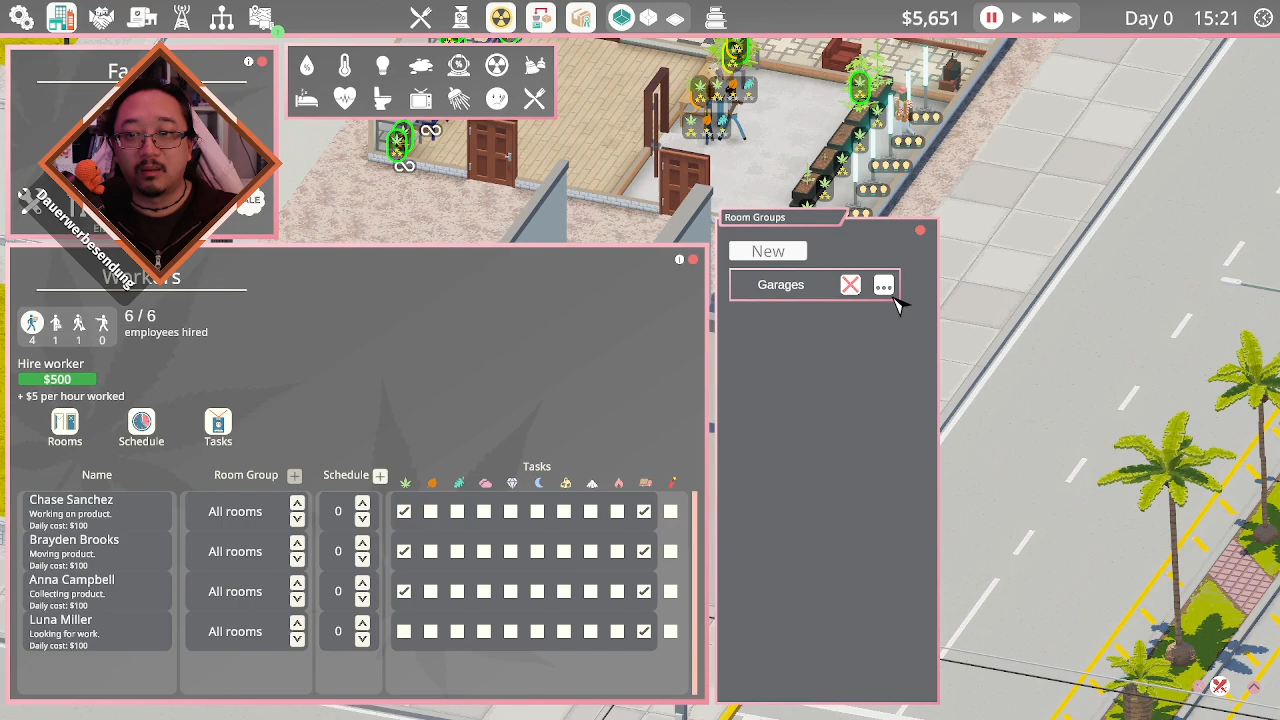 $5,651
Day 0
15:21
Fa
Dauerwerbesendung
Workers
6 / 6
employees hired
4
1
1
0
Hire worker
$500
+ $5 per hour worked
Rooms
Schedule
Tasks
Name
Room Group
+
Schedule
+
Tasks
Chase Sanchez
Working on product.
Daily cost: $100
All rooms
0
Brayden Brooks
Moving product.
Daily cost: $100
All rooms
0
Anna Campbell
Collecting product.
Daily cost: $100
All rooms
0
Luna Miller
Looking for work.
Daily cost: $100
All rooms
0
Room Groups
New
Garages